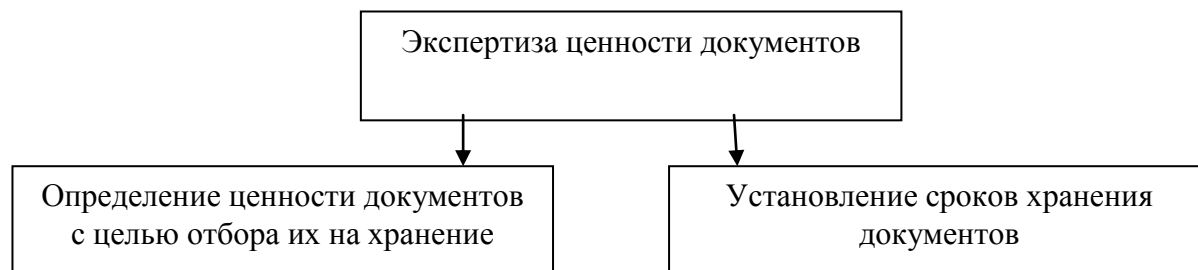 Экспертиза ценности документов
Определение ценности документов
с целью отбора их на хранение
Установление сроков хранения
документов